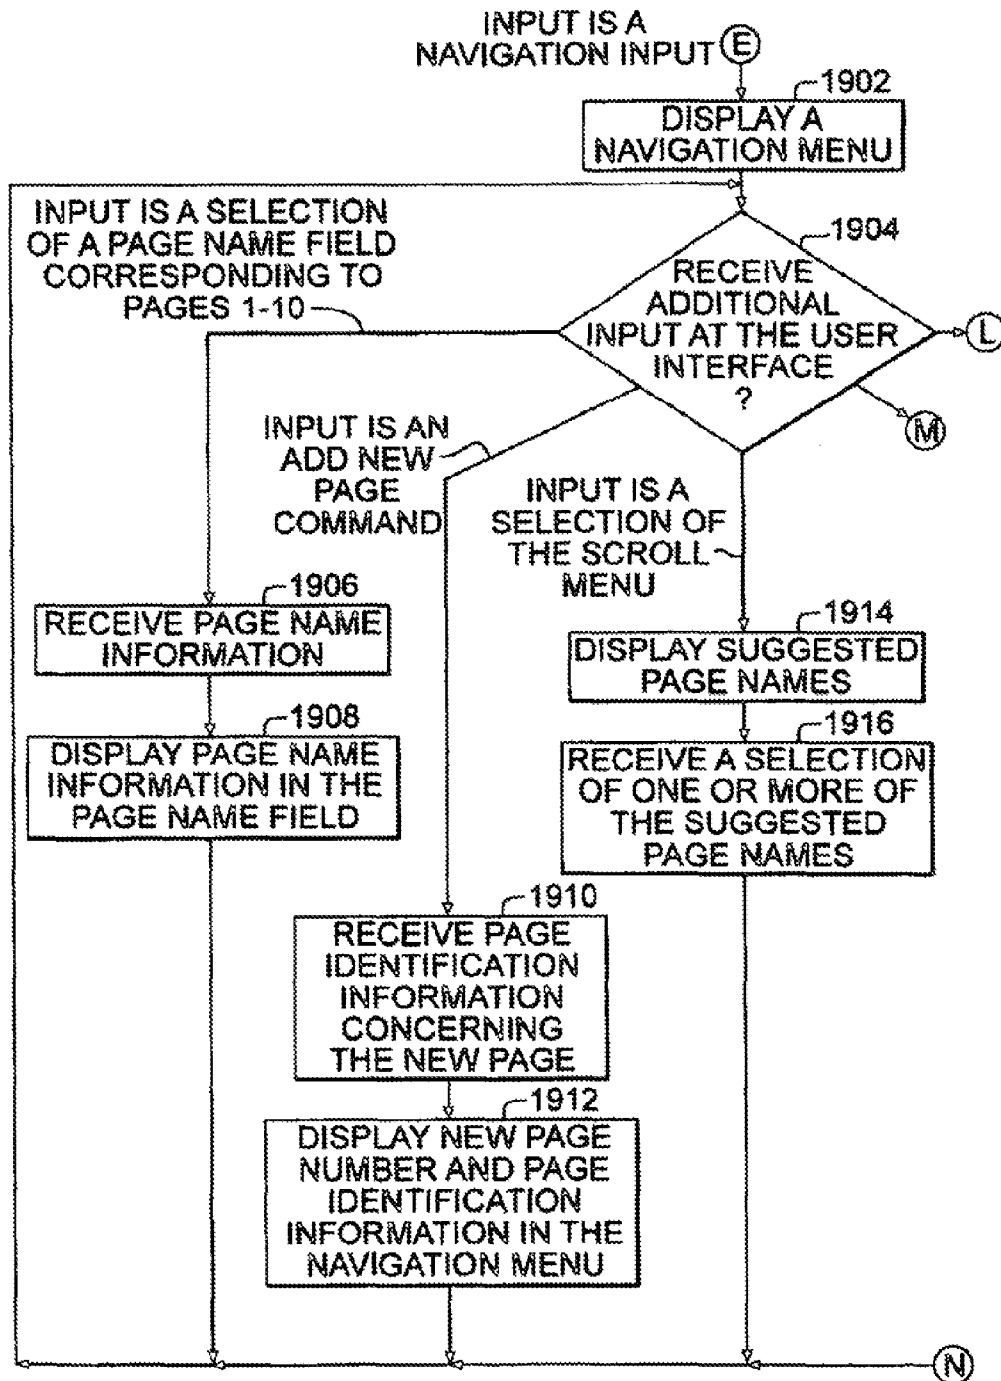 INPUT IS A
NAVIGATION INPUT
E
1902
DISPLAY A
NAVIGATION MENU
INPUT IS A SELECTION
OF A PAGE NAME FIELD
CORRESPONDING TO
PAGES 1-10
1904
RECEIVE
ADDITIONAL
INPUT AT THE USER
INTERFACE
?
L
M
INPUT IS AN
ADD NEW
PAGE
COMMAND
INPUT IS A
SELECTION OF
THE SCROLL
MENU
1906
RECEIVE PAGE NAME
INFORMATION
1908
DISPLAY PAGE NAME
INFORMATION IN THE
PAGE NAME FIELD
1914
DISPLAY SUGGESTED
PAGE NAMES
1916
RECEIVE A SELECTION
OF ONE OR MORE OF
THE SUGGESTED
PAGE NAMES
1910
RECEIVE PAGE
IDENTIFICATION
INFORMATION
CONCERNING
THE NEW PAGE
1912
DISPLAY NEW PAGE
NUMBER AND PAGE
IDENTIFICATION
INFORMATION IN THE
NAVIGATION MENU
N